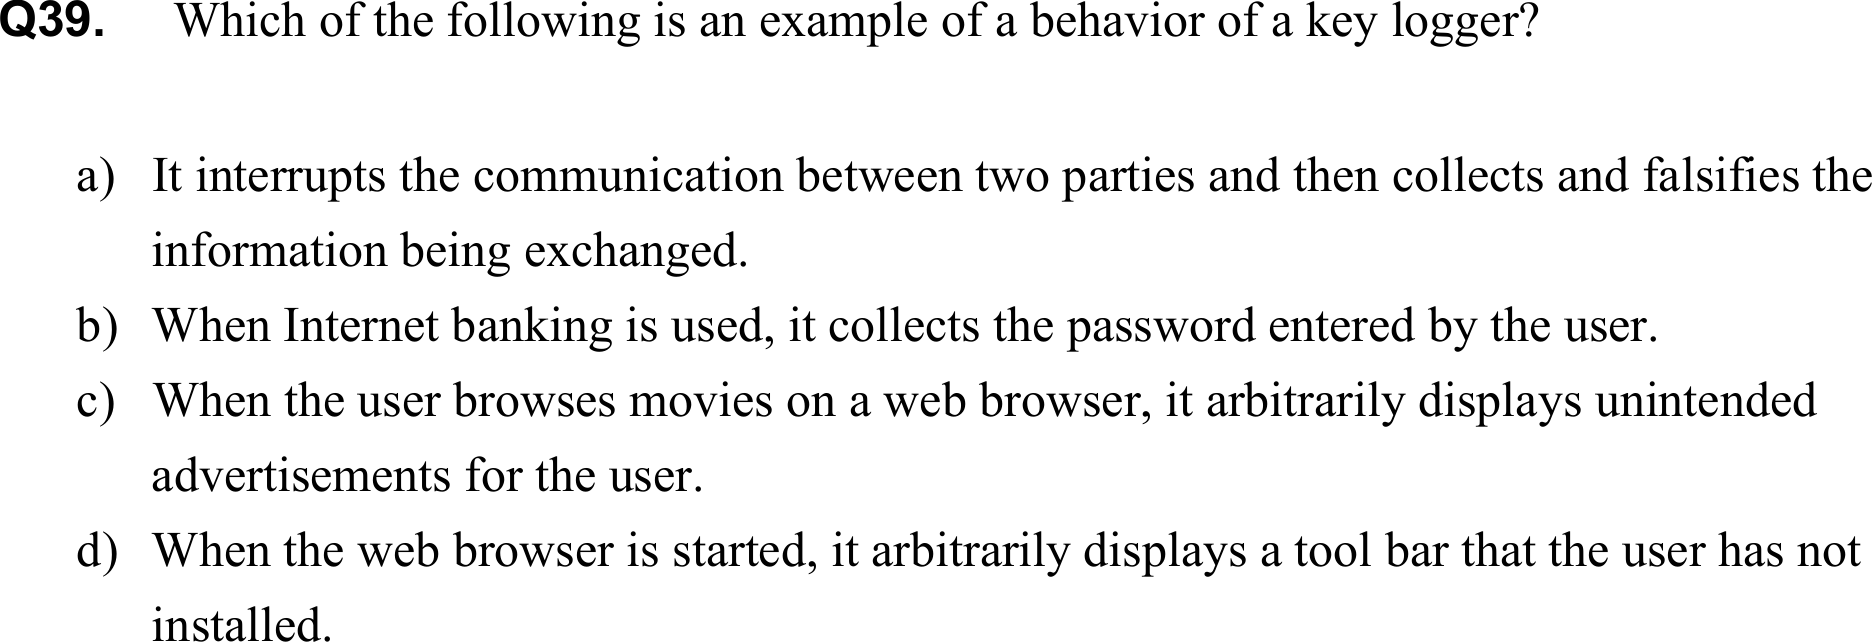 Q39. Which of the following is an example of a behavior of a key logger?
a) It interrupts the communication between two parties and then collects and falsifies the
information being exchanged.
b) When Internet banking is used, it collects the password entered by the user.
c) When the user browses movies on a web browser, it arbitrarily displays unintended
advertisements for the user.
d) When the web browser is started, it arbitrarily displays a tool bar that the user has not
installed.